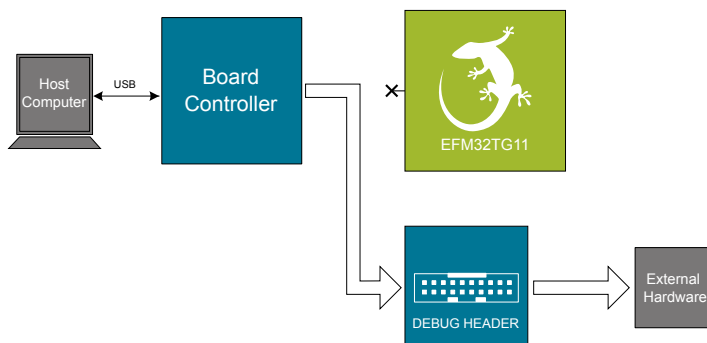 Host
Computer
USB
Board
Controller
EFM32TG11
DEBUG HEADER
External
Hardware